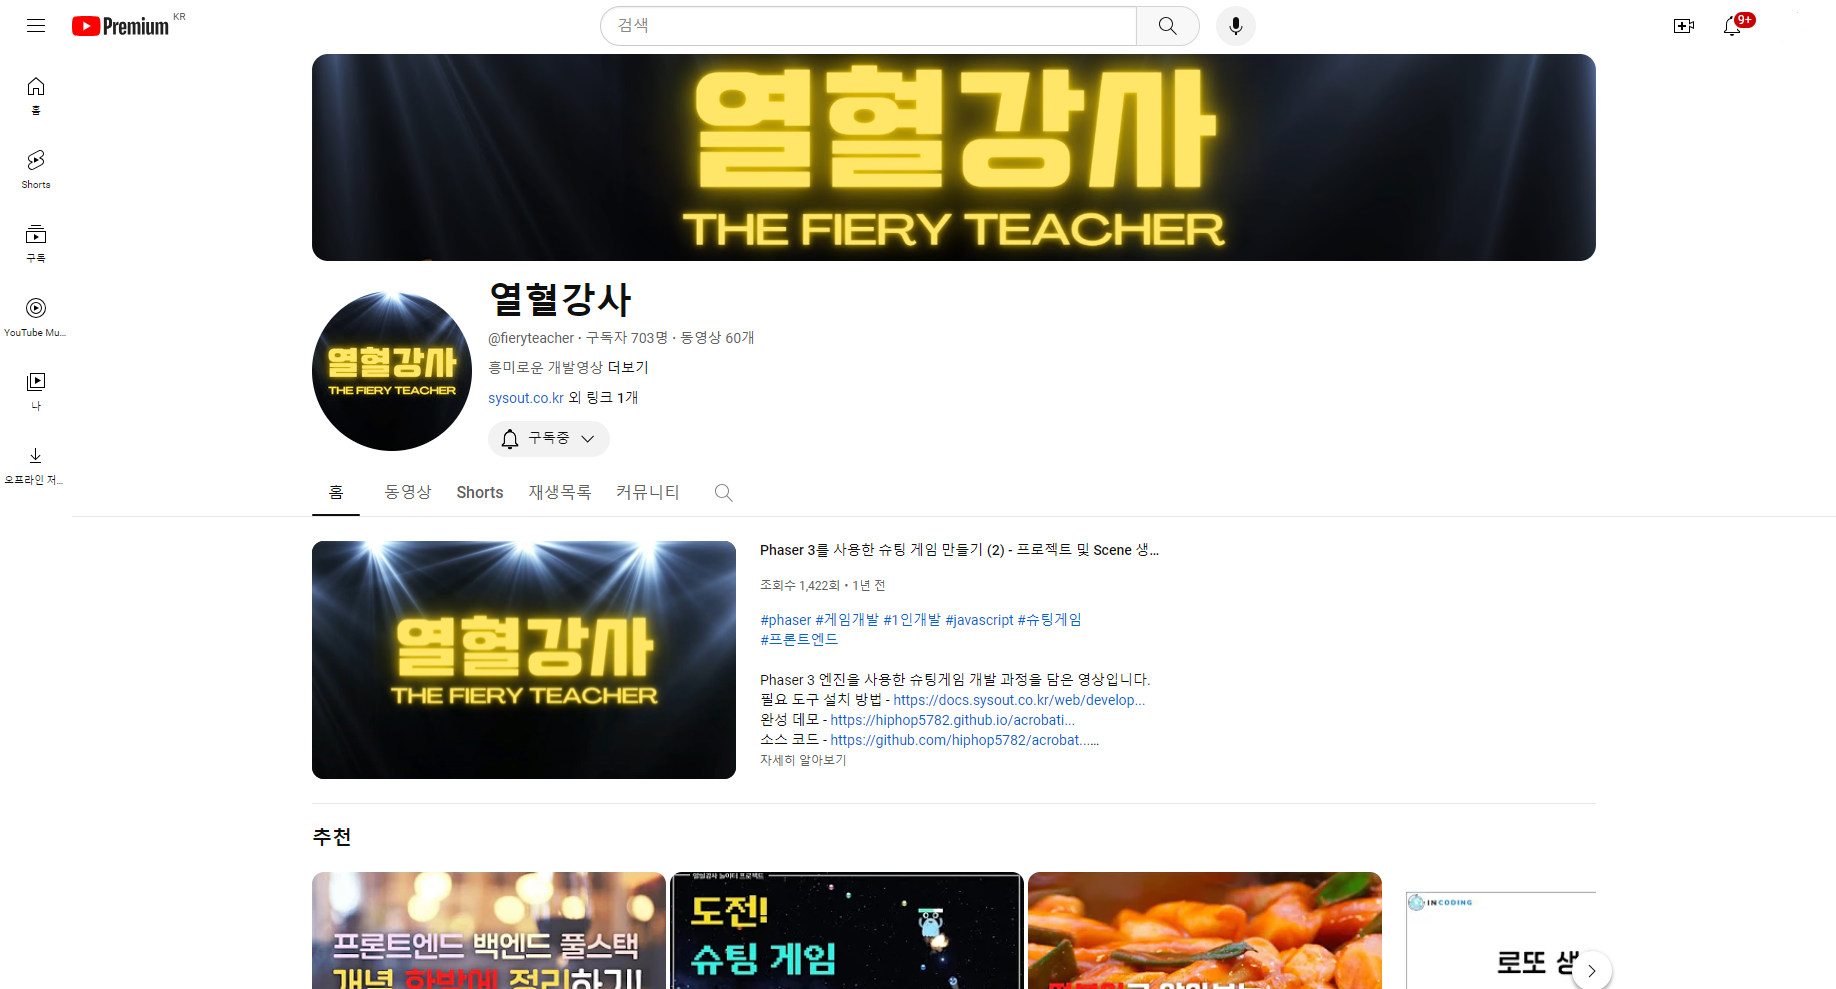 Premium KR
검색
9+
홈
Shorts
구독
YouTube Mu...
나
오프라인 저...
열혈강사
THE FIERY TEACHER
열혈강사
THE FIERY TEACHER
열혈강사
@fieryteacher · 구독자 703명 · 동영상 60개
흥미로운 개발영상 더보기
sysout.co.kr 외 링크 1개
구독중
홈 동영상 Shorts 재생목록 커뮤니티
열혈강사
THE FIERY TEACHER
Phaser 3를 사용한 슈팅 게임 만들기 (2) - 프로젝트 및 Scene 생...
조회수 1,422회 • 1년 전
#phaser #게임개발 #1인개발 #javascript #슈팅게임
#프론트엔드
Phaser 3 엔진을 사용한 슈팅게임 개발 과정을 담은 영상입니다.
필요 도구 설치 방법 - https://docs.sysout.co.kr/web/develop...
완성 데모 - https://hiphop5782.github.io/acrobati...
소스 코드 - https://github.com/hiphop5782/acrobat......
자세히 알아보기
추천
프론트엔드 백엔드 풀스택
개념 한방에 정리하기!
열혈강사 놀이터 프로젝트
도전!
슈팅 게임
INCODING
로또 생